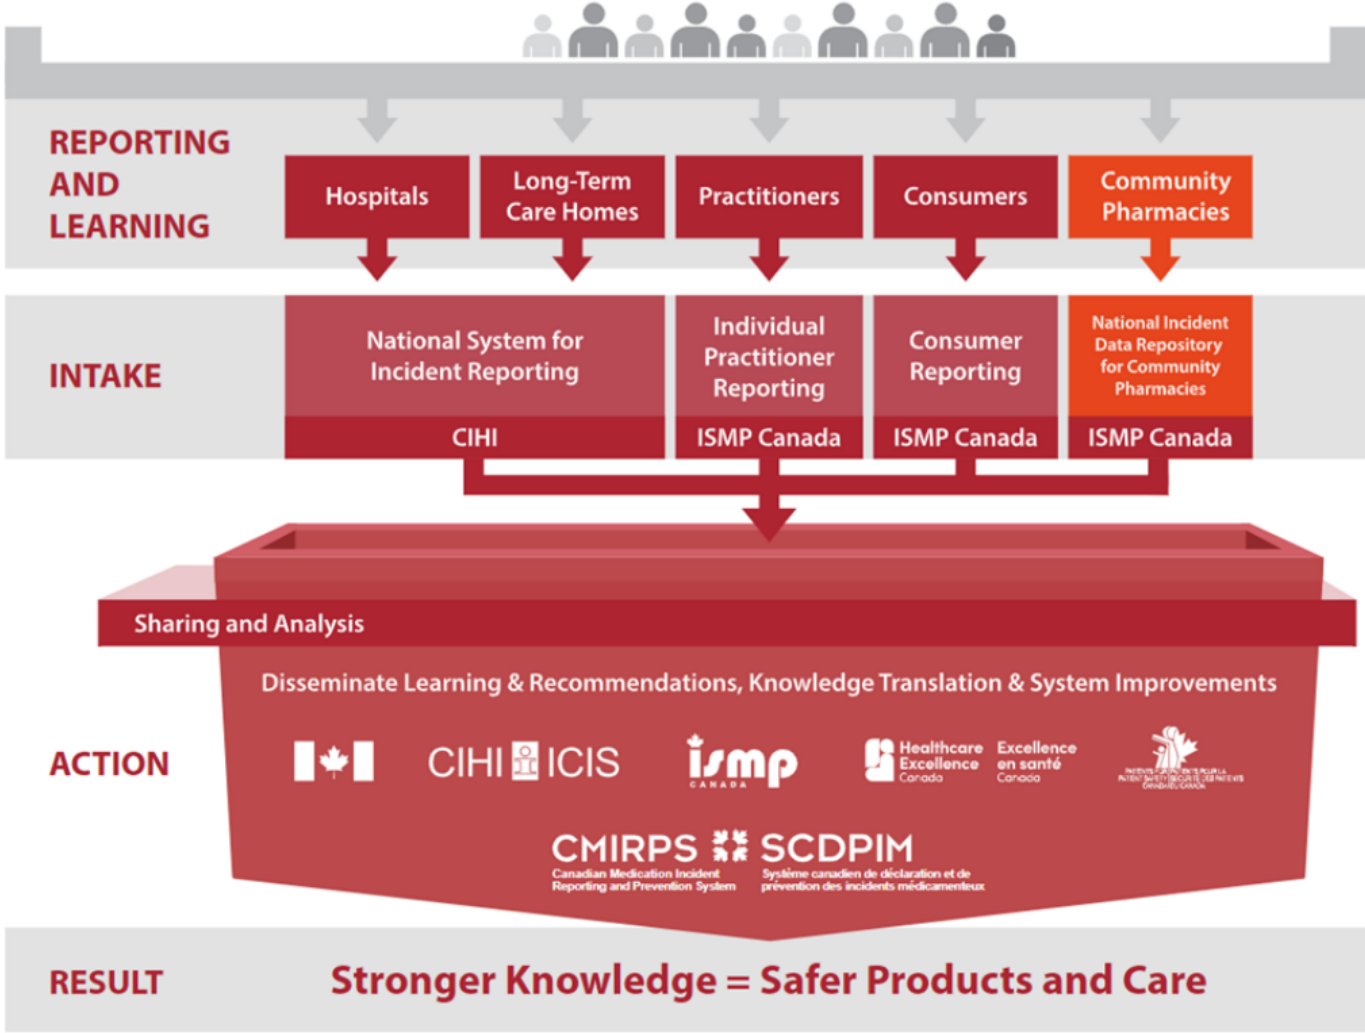 REPORTING
AND
LEARNING
Hospitals
Long-Term
Care Homes
Practitioners
Consumers
Community
Pharmacies
INTAKE
National System for
Incident Reporting
CIHI
Individual
Practitioner
Reporting
ISMP Canada
Consumer
Reporting
ISMP Canada
National Incident
Data Repository
for Community
Pharmacies
ISMP Canada
Sharing and Analysis
Disseminate Learning & Recommendations, Knowledge Translation & System Improvements
ACTION
CIHI ICIS
ismp
CANADA
Healthcare
Excellence
Canada
Excellence
en santé
Canada
CMIRPS
Canadian Medication Incident
Reporting and Prevention System
SCDPIM
Système canadien de déclaration et de
prévention des incidents médicamenteux
RESULT
Stronger Knowledge = Safer Products and Care